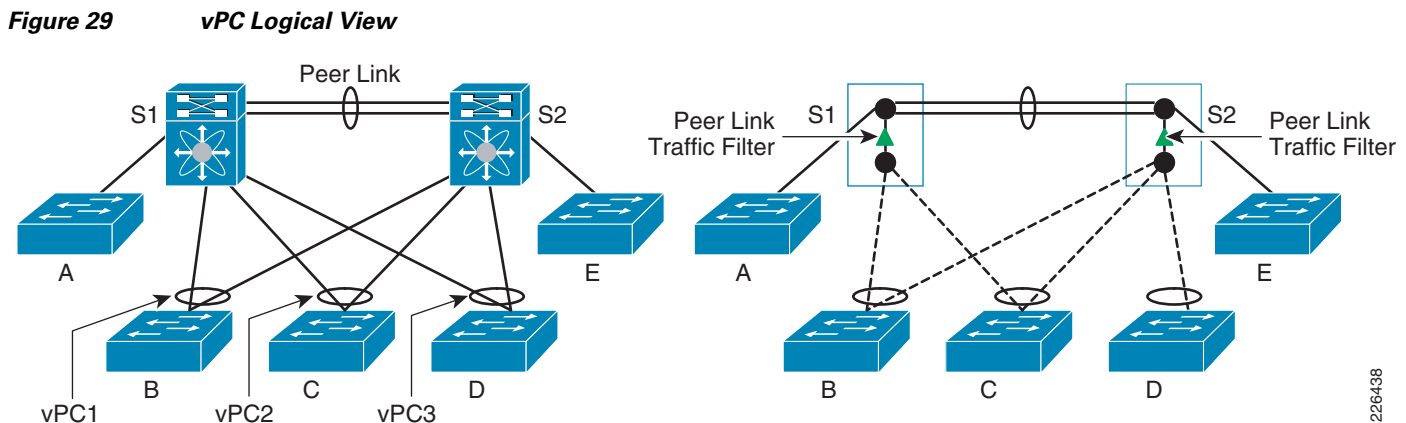 Figure 29 vPC Logical View
Peer Link
S1
S2
A
E
B
C
D
vPC1
vPC2
vPC3
S1
S2
Peer Link
Traffic Filter
Peer Link
Traffic Filter
A
E
B
C
D
226438